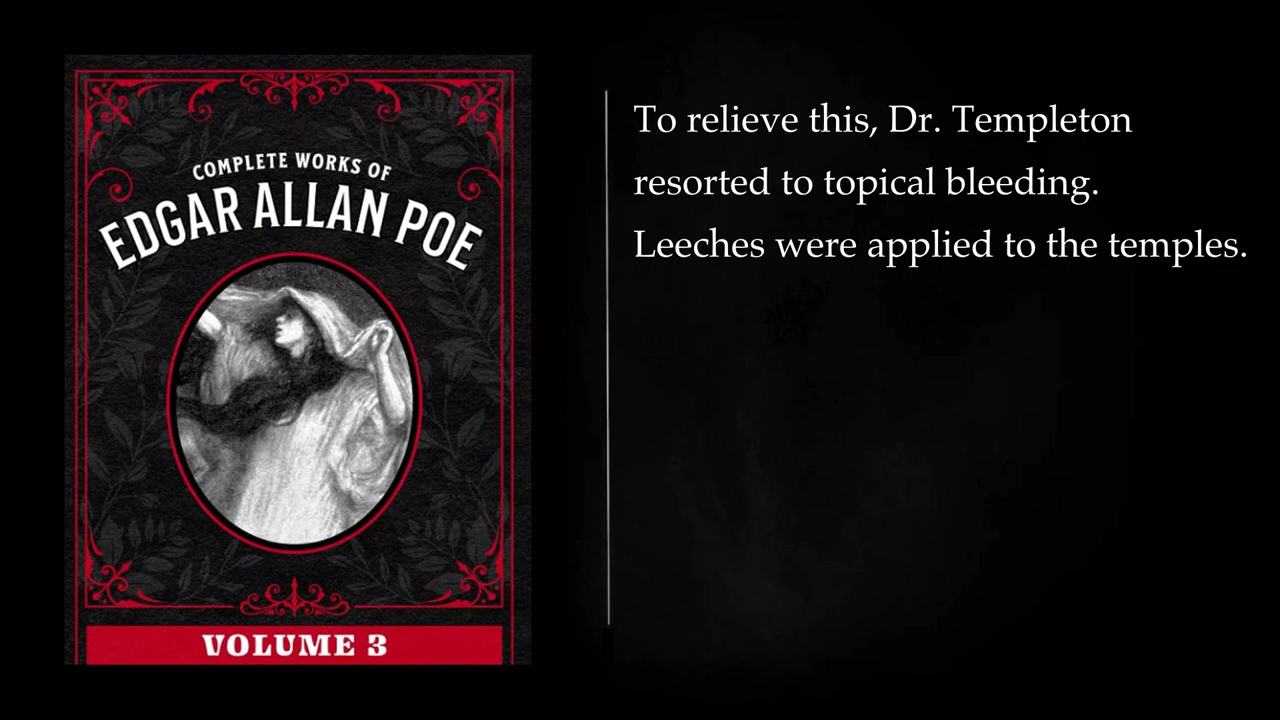 COMPLETE WORKS OF
EDGAR ALLAN POE
VOLUME 3
To relieve this, Dr. Templeton
resorted to topical bleeding.
Leeches were applied to the temples.